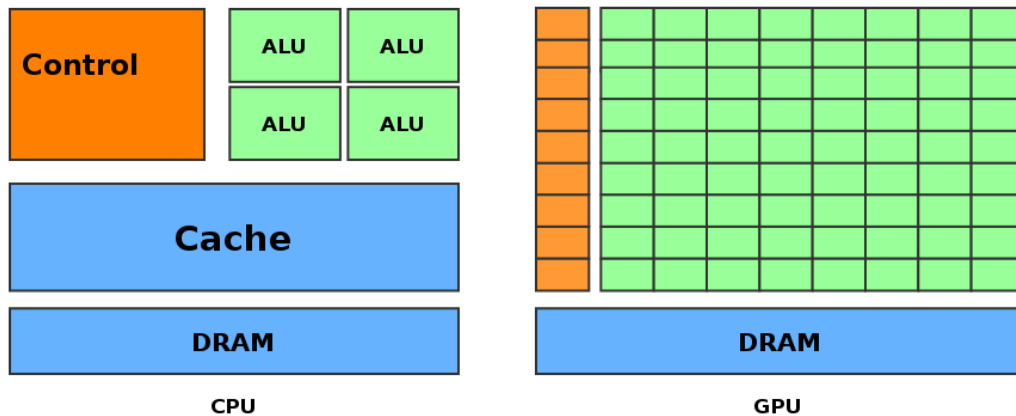 Control
ALU
ALU
ALU
ALU
Cache
DRAM
CPU
DRAM
GPU